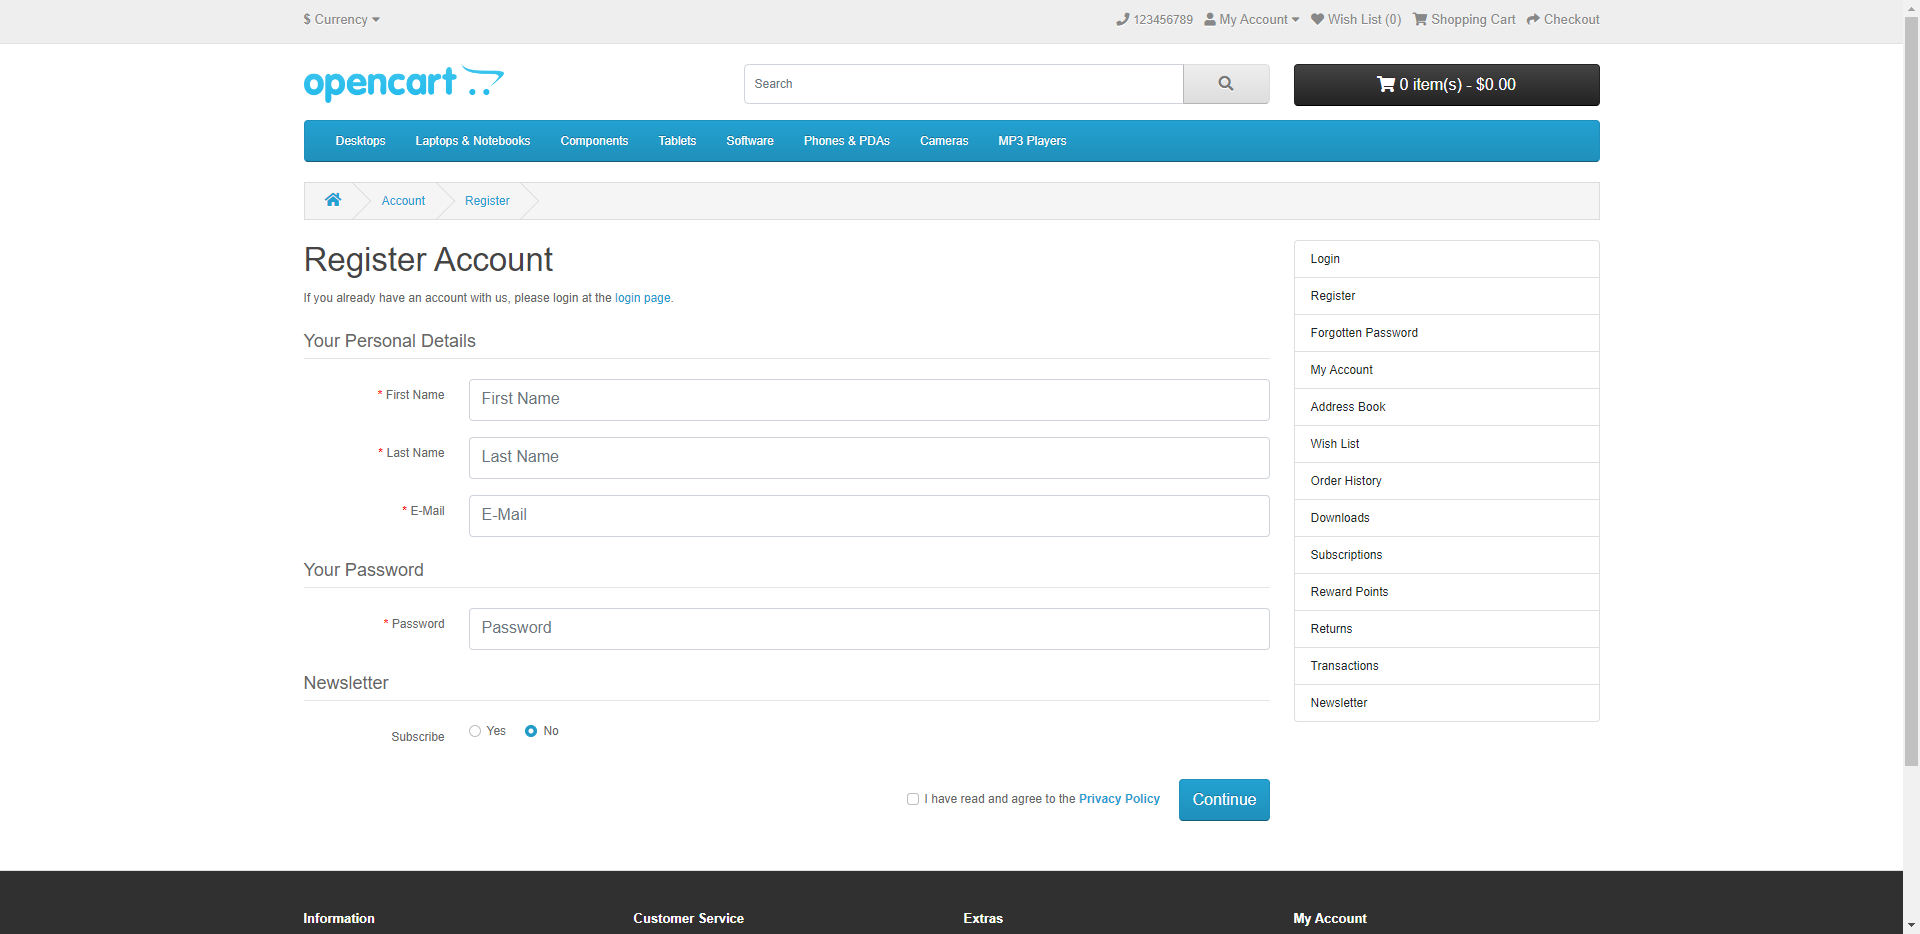 $ Currency
123456789 My Account Wish List (0) Shopping Cart Checkout
opencart
Search
0 item(s) - $0.00
Desktops Laptops & Notebooks Components Tablets Software Phones & PDAs Cameras MP3 Players
Account Register
Register Account
If you already have an account with us, please login at the login page.
Your Personal Details
* First Name First Name
* Last Name Last Name
* E-Mail E-Mail
Your Password
* Password Password
Newsletter
Subscribe Yes No
I have read and agree to the Privacy Policy Continue
Login
Register
Forgotten Password
My Account
Address Book
Wish List
Order History
Downloads
Subscriptions
Reward Points
Returns
Transactions
Newsletter
Information Customer Service Extras My Account